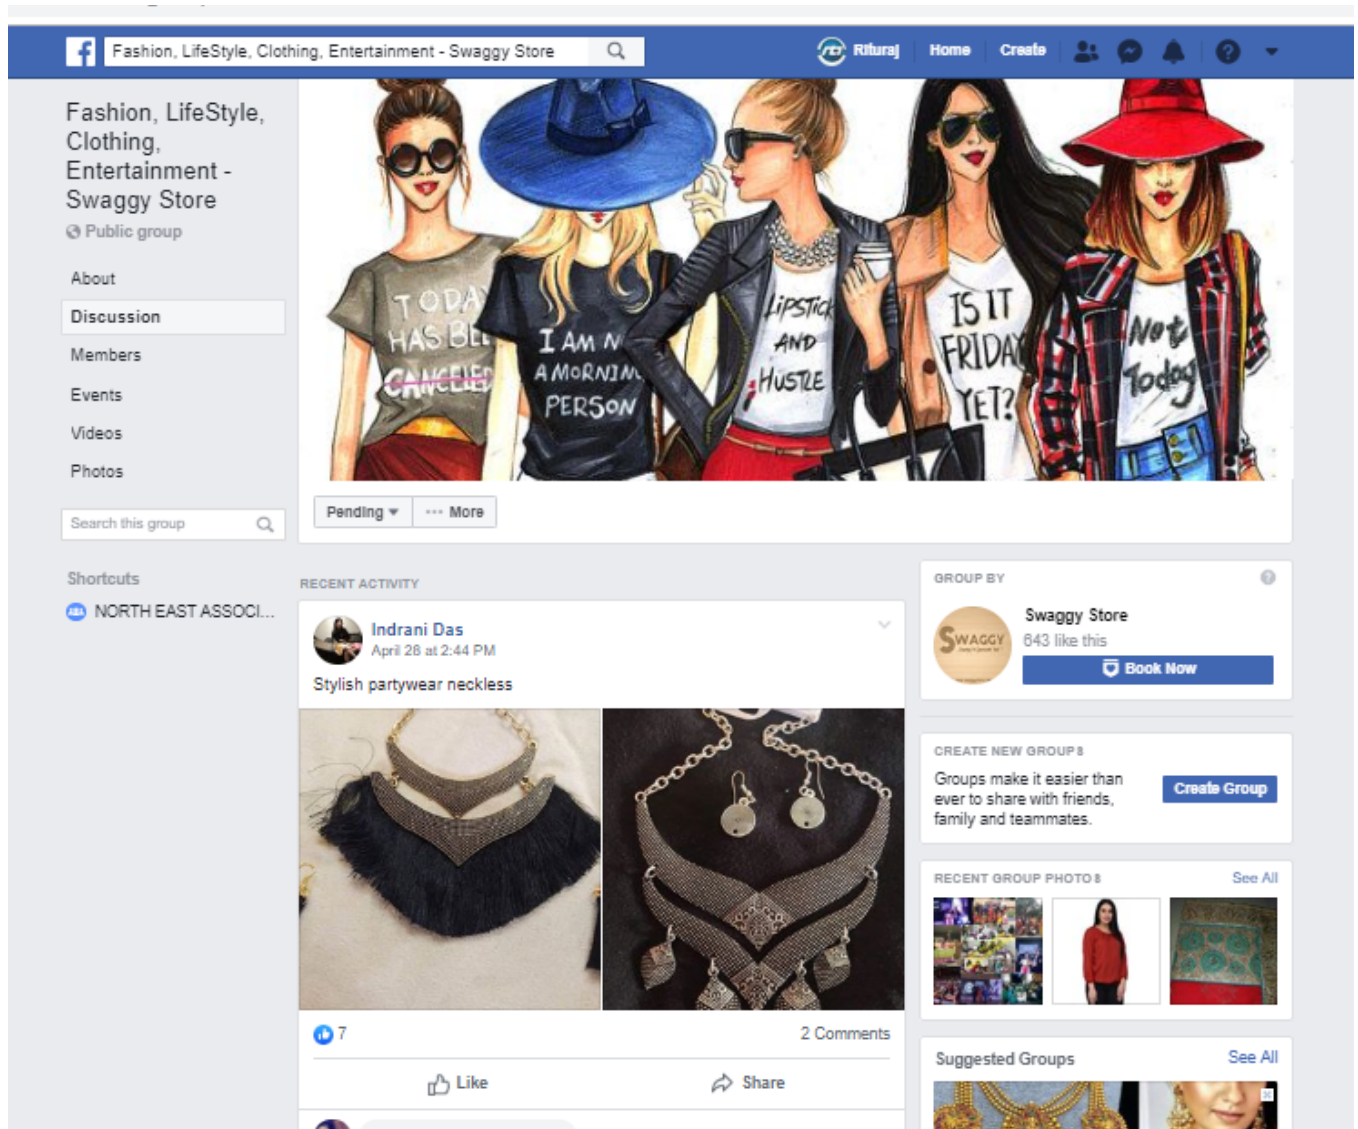 Fashion, LifeStyle, Clothing, Entertainment - Swaggy Store
Rituraj
Home
Create
Fashion, LifeStyle,
Clothing,
Entertainment -
Swaggy Store
Public group
About
Discussion
Members
Events
Videos
Photos
Search this group
Shortcuts
NORTH EAST ASSOCI...
TODAY
HAS BEE
CANCELED
I AM N
A MORNIN
PERSON
LIPSTICK
AND
HUSTLE
IS IT
FRIDAY
YET?
Not
Today
Pending
More
RECENT ACTIVITY
Indrani Das
April 28 at 2:44 PM
Stylish partywear neckless
7
2 Comments
Like
Share
GROUP BY
SWAGGY
Swaggy Store
643 like this
Book Now
CREATE NEW GROUPS
Groups make it easier than
ever to share with friends,
family and teammates.
Create Group
RECENT GROUP PHOTOS
See All
Suggested Groups
See All